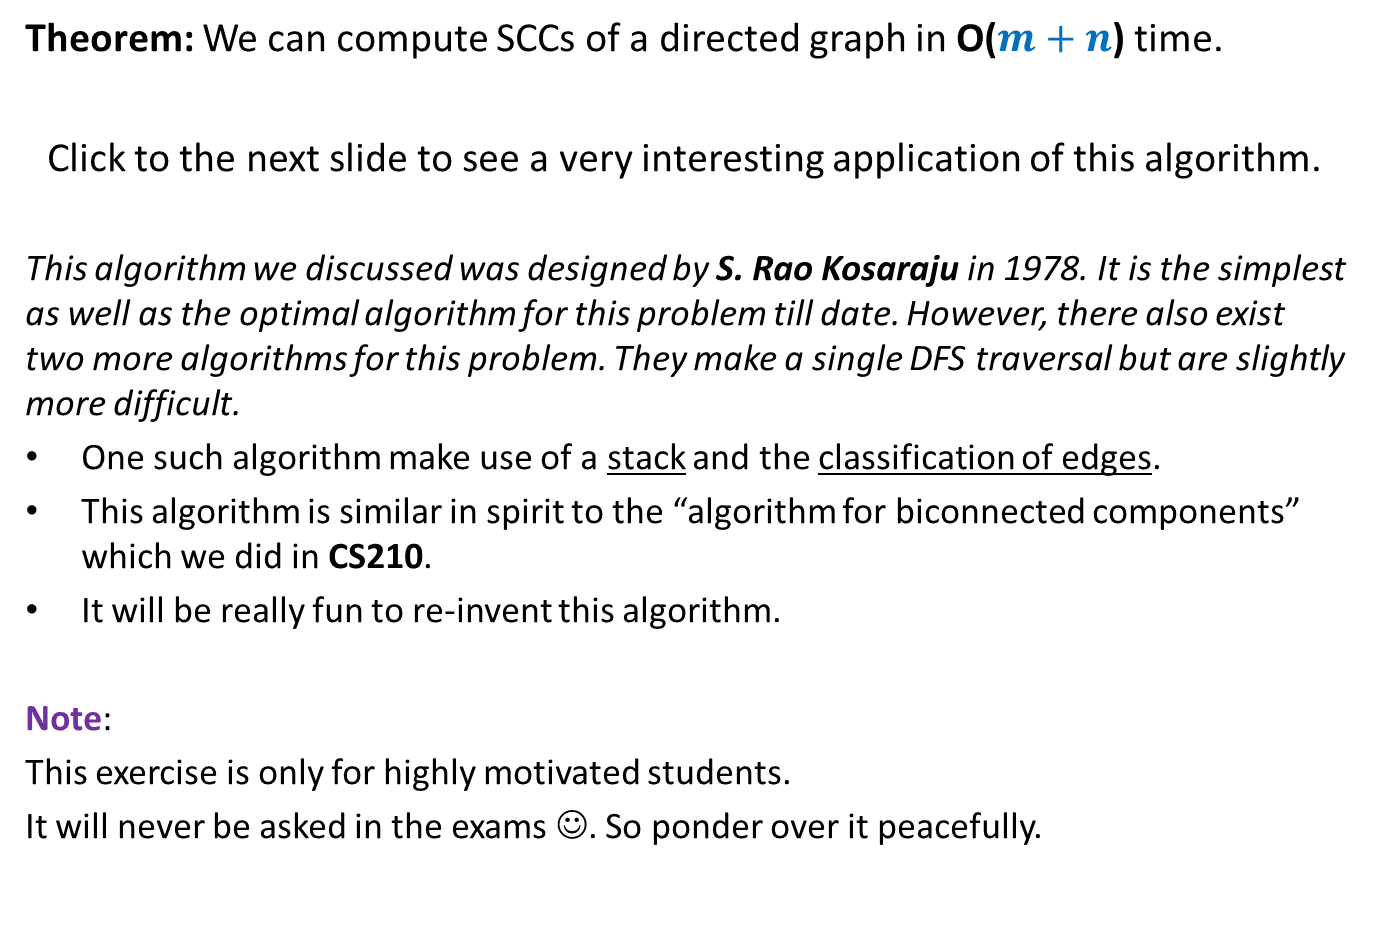 Theorem: We can compute SCCs of a directed graph in O(m + n) time.
Click to the next slide to see a very interesting application of this algorithm.
This algorithm we discussed was designed by S. Rao Kosaraju in 1978. It is the simplest
as well as the optimal algorithm for this problem till date. However, there also exist
two more algorithms for this problem. They make a single DFS traversal but are slightly
more difficult.
• One such algorithm make use of a stack and the classification of edges.
• This algorithm is similar in spirit to the “algorithm for biconnected components”
which we did in CS210.
• It will be really fun to re-invent this algorithm.
Note:
This exercise is only for highly motivated students.
It will never be asked in the exams ☺. So ponder over it peacefully.